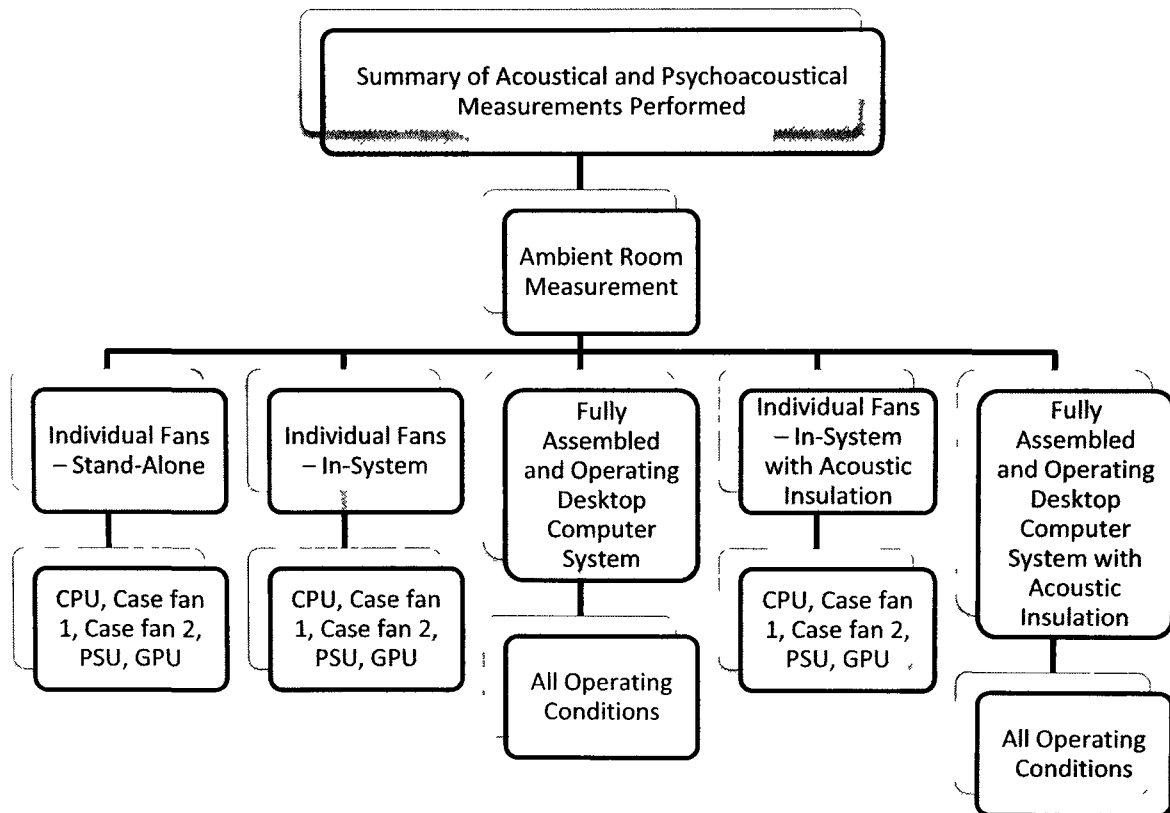 Summary of Acoustical and Psychoacoustical
Measurements Performed
Ambient Room
Measurement
Individual Fans
– Stand-Alone
Individual Fans
– In-System
Fully
Assembled
and Operating
Desktop
Computer
System
Individual Fans
– In-System
with Acoustic
Insulation
Fully
Assembled
and Operating
Desktop
Computer
System with
Acoustic
Insulation
CPU, Case fan
1, Case fan 2,
PSU, GPU
CPU, Case fan
1, Case fan 2,
PSU, GPU
All Operating
Conditions
CPU, Case fan
1, Case fan 2,
PSU, GPU
All Operating
Conditions